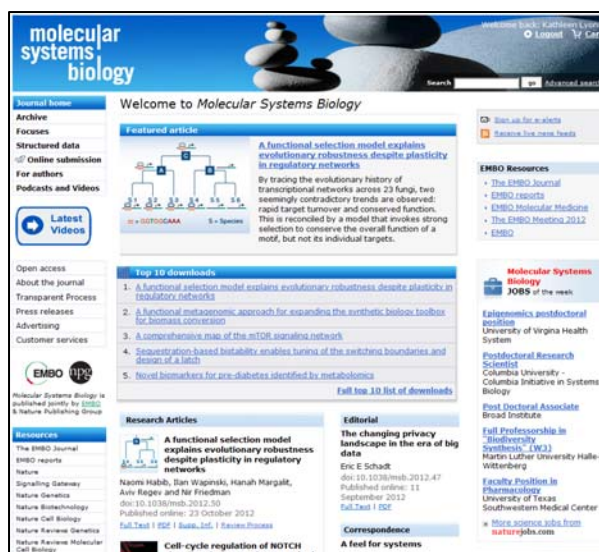 molecular
systems
biology
Welcome back: Kathleen Lyons
Logout Cart
Search go Advanced search
Journal home
Archive
Focuses
Structured data
Online submission
For authors
Podcasts and Videos
Latest
Videos
Open access
About the journal
Transparent Process
Press releases
Advertising
Customer services
EMBO npg
Molecular Systems Biology is
published jointly by EMBO
& Nature Publishing Group
Resources
The EMBO Journal
EMBO reports
Nature
Signalling Gateway
Nature Genetics
Nature Biotechnology
Nature Cell Biology
Nature Reviews Genetics
Nature Reviews Molecular
Cell Biology
Welcome to Molecular Systems Biology
Featured article
C
A B
S 1 S 2 S 3 S 4 S 5 S 6
S = Species
A functional selection model explains
evolutionary robustness despite plasticity
in regulatory networks
By tracing the evolutionary history of
transcriptional networks across 23 fungi, two
seemingly contradictory trends are observed:
rapid target turnover and conserved function.
This is reconciled by a model that invokes strong
selection to conserve the overall function of a
motif, but not its individual targets.
Top 10 downloads
1. A functional selection model explains evolutionary robustness despite plasticity in
regulatory networks
2. A functional metagenomic approach for expanding the synthetic biology toolbox
for biomass conversion
3. A comprehensive map of the mTOR signaling network
4. Sequestration-based bistability enables tuning of the switching boundaries and
design of a latch
5. Novel biomarkers for pre-diabetes identified by metabolomics
Full top 10 list of downloads
Research Articles
A functional selection model
explains evolutionary robustness
despite plasticity in regulatory
networks
Naomi Habib, Ilan Wapinski, Hanah Margalit,
Aviv Regev and Nir Friedman
doi:10.1038/msb.2012.50
Published online: 23 October 2012
Full Text | PDF | Supp. Inf. | Review Process
Cell-cycle regulation of NOTCH
Editorial
The changing privacy
landscape in the era of big
data
Eric E Schadt
doi:10.1038/msb.2012.47
Published online: 11
September 2012
Full Text | PDF
Correspondence
A feel for systems
Sign up for e-alerts
Receive live news feeds
EMBO Resources
The EMBO Journal
EMBO reports
EMBO Molecular Medicine
The EMBO Meeting 2012
EMBO
Molecular Systems
Biology
JOBS of the week
Epigenomics postdoctoral
position
University of Virgina Health
System
Postdoctoral Research
Scientist
Columbia University -
Columbia Initiative in Systems
Biology
Post Doctoral Associate
Broad Institute
Full Professorship in
"Biodiversity
Synthesis" (W3)
Martin Luther University Halle-
Wittenberg
Faculty Position in
Pharmacology
University of Texas
Southwestern Medical Center
More science jobs from
naturejobs.com